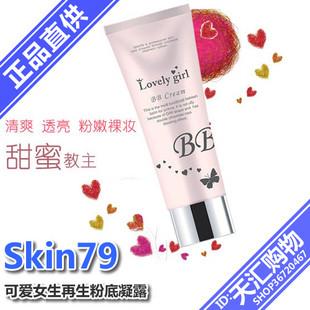 正品直供
Lovely girl
BB Cream
BB
清爽 透亮 粉嫩裸妆
甜蜜教主
Skin79
可爱女生再生粉底凝露
ID:天汇购物
SHOP36720467